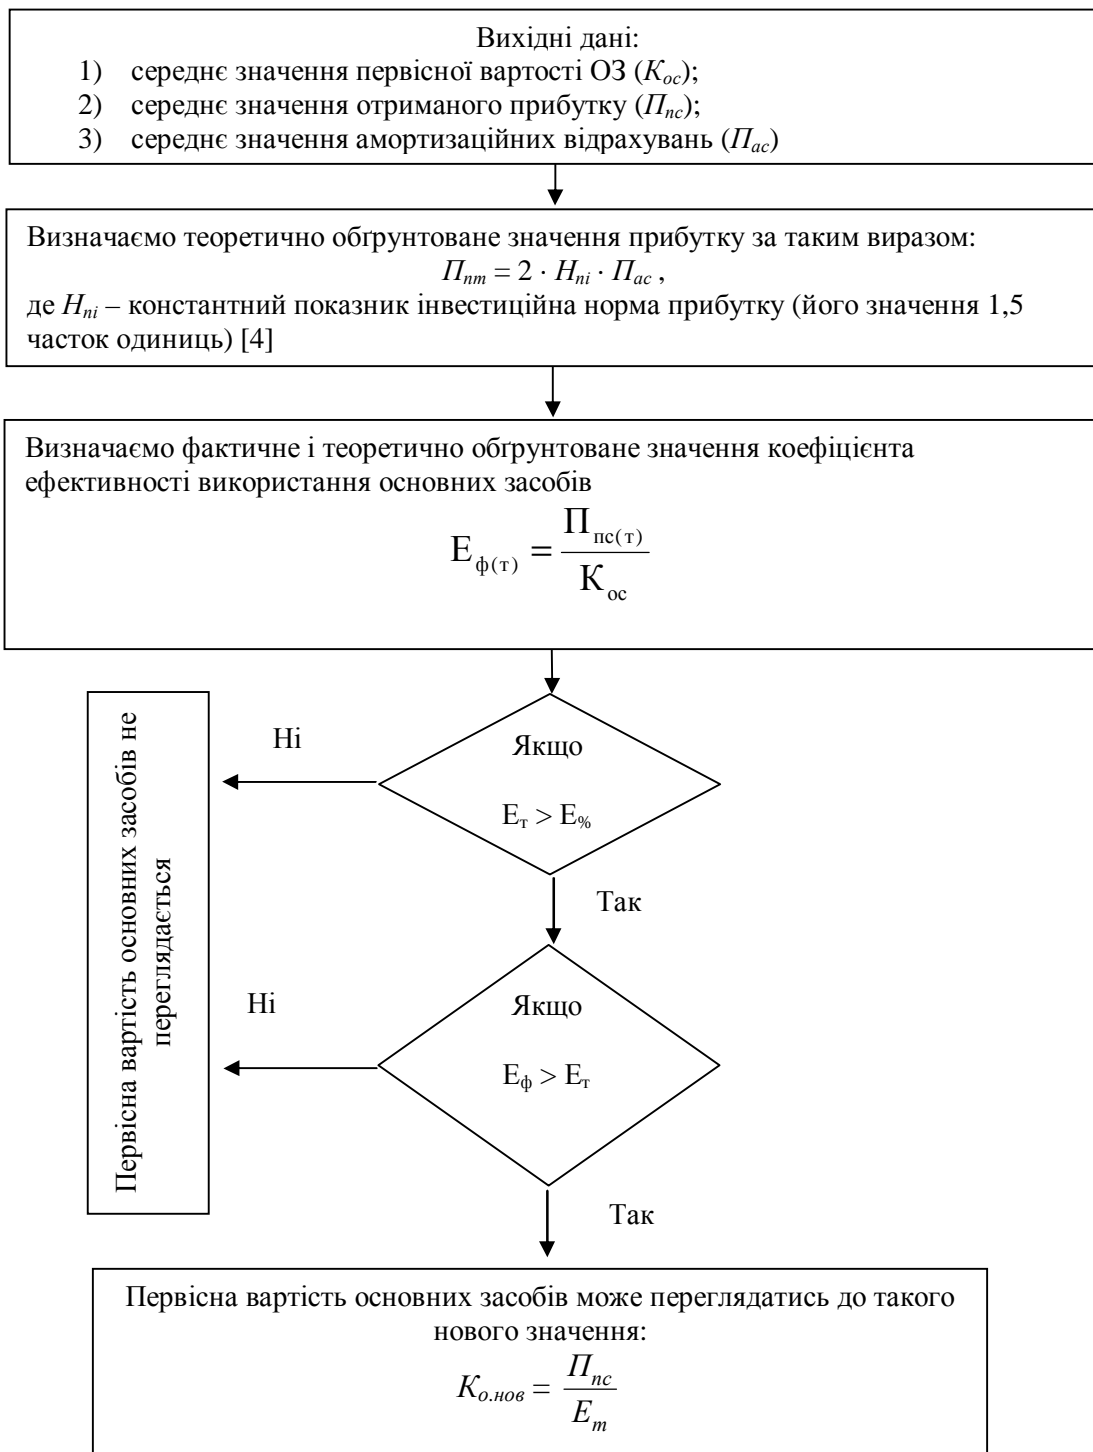 Вихідні дані:
1) середнє значення первісної вартості ОЗ (Kос);
2) середнє значення отриманого прибутку (Ппс);
3) середнє значення амортизаційних відрахувань (Пас)
Визначаємо теоретично обґрунтоване значення прибутку за таким виразом:
Ппт = 2 · Нпі · Пас ,
де Нпі – константний показник інвестиційна норма прибутку (його значення 1,5
часток одиниць) [4]
Визначаємо фактичне і теоретично обґрунтоване значення коефіцієнта
ефективності використання основних засобів
Еф(т) = Ппс(т) / Кос
Якщо
Ет > Е%
Ні
Так
Якщо
Еф > Ет
Ні
Так
Первісна вартість основних засобів не
переглядається
Первісна вартість основних засобів може переглядатись до такого
нового значення:
Ко.нов = Ппс / Ет